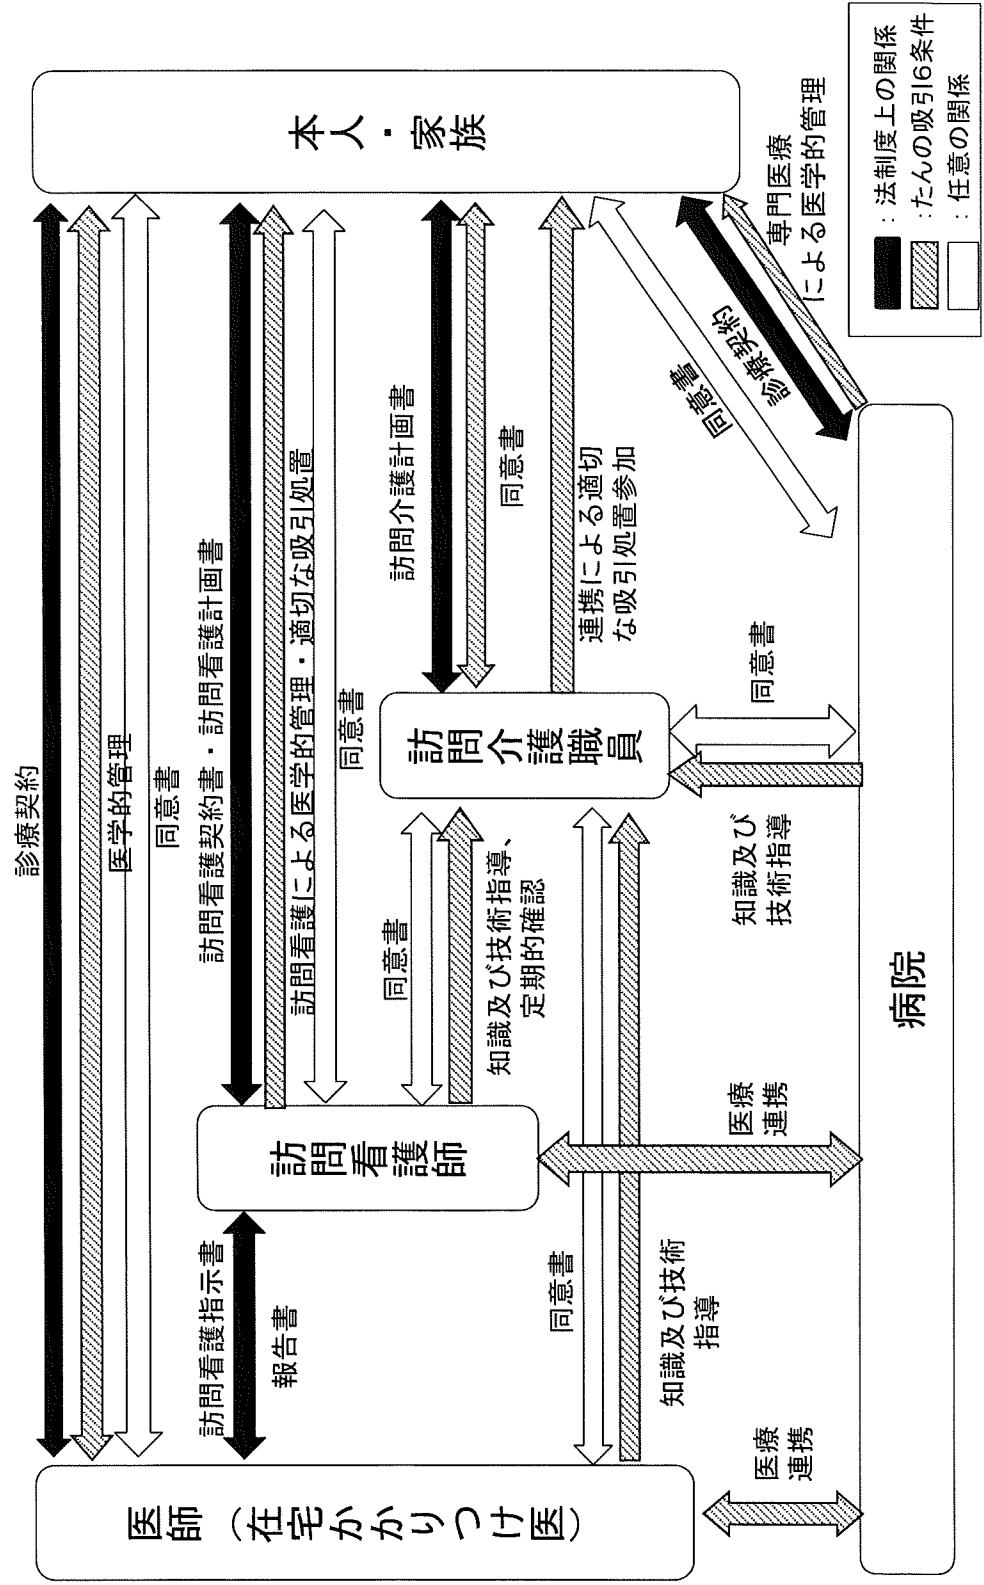 診療契約
医学的管理
同意書
訪問看護契約書・訪問看護計画書
訪問看護による医学的管理・適切な吸引処置
同意書
訪問看護指示書
報告書
医師（在宅かかりつけ医）
訪問看護師
訪問介護職員
本人・家族
訪問介護計画書
同意書
連携による適切
な吸引処置参加
同意書
知識及び技術指導、
定期的確認
同意書
知識及び技術
指導
同意書
診療契約
専門医療
による医学的管理
医療
連携
医療
連携
知識及び
技術指導
同意書
病院
：法制度上の関係
：たんの吸引6条件
：任意の関係